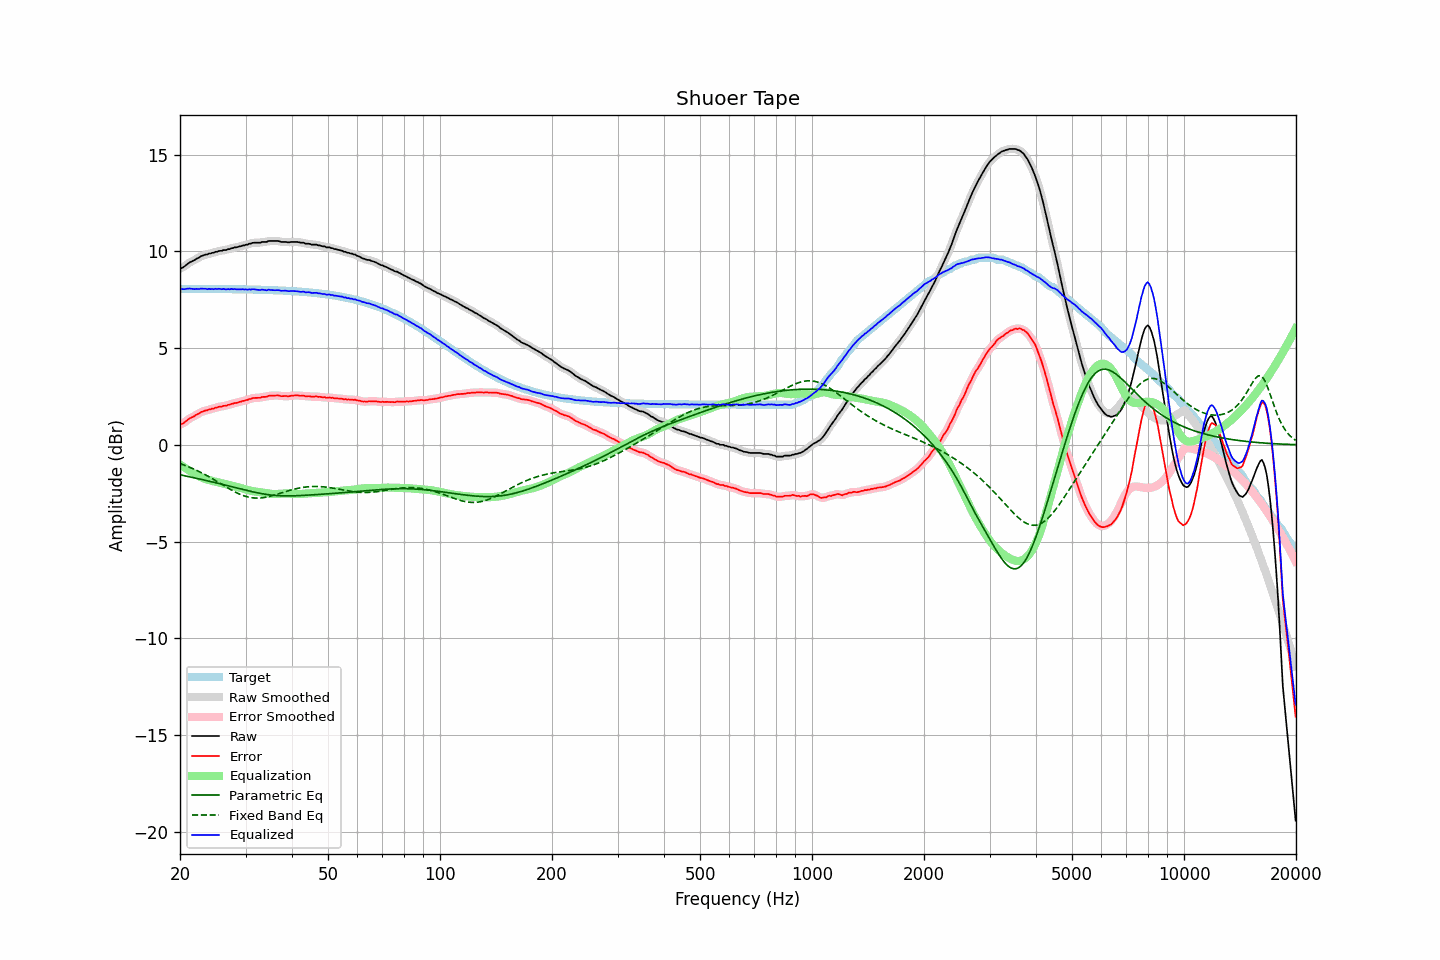 Shuoer Tape
Amplitude (dBr)
15
10
5
0
−5
−10
−15
−20
Target
Raw Smoothed
Error Smoothed
Raw
Error
Equalization
Parametric Eq
Fixed Band Eq
Equalized
20 50 100 200 500 1000 2000 5000 10000 20000
Frequency (Hz)